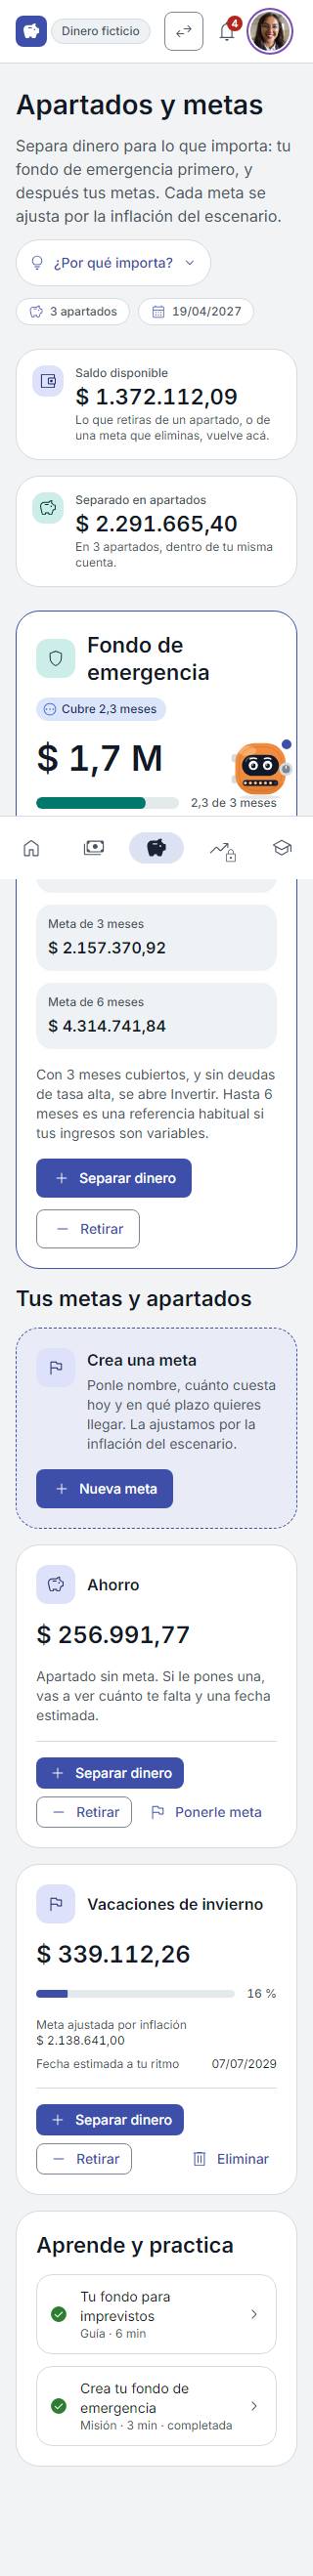 Dinero ficticio
4
Apartados y metas
Separa dinero para lo que importa: tu
fondo de emergencia primero, y
después tus metas. Cada meta se
ajusta por la inflación del escenario.
¿Por qué importa?
3 apartados
19/04/2027
Saldo disponible
$ 1.372.112,09
Lo que retiras de un apartado, o de
una meta que eliminas, vuelve acá.
Separado en apartados
$ 2.291.665,40
En 3 apartados, dentro de tu misma
cuenta.
Fondo de
emergencia
Cubre 2,3 meses
$ 1,7 M
2,3 de 3 meses
Meta de 3 meses
$ 2.157.370,92
Meta de 6 meses
$ 4.314.741,84
Con 3 meses cubiertos, y sin deudas
de tasa alta, se abre Invertir. Hasta 6
meses es una referencia habitual si
tus ingresos son variables.
Separar dinero
Retirar
Tus metas y apartados
Crea una meta
Ponle nombre, cuánto cuesta
hoy y en qué plazo quieres
llegar. La ajustamos por la
inflación del escenario.
Nueva meta
Ahorro
$ 256.991,77
Apartado sin meta. Si le pones una,
vas a ver cuánto te falta y una fecha
estimada.
Separar dinero
Retirar
Ponerle meta
Vacaciones de invierno
$ 339.112,26
16 %
Meta ajustada por inflación
$ 2.138.641,00
Fecha estimada a tu ritmo
07/07/2029
Separar dinero
Retirar
Eliminar
Aprende y practica
Tu fondo para
imprevistos
Guía · 6 min
Crea tu fondo de
emergencia
Misión · 3 min · completada